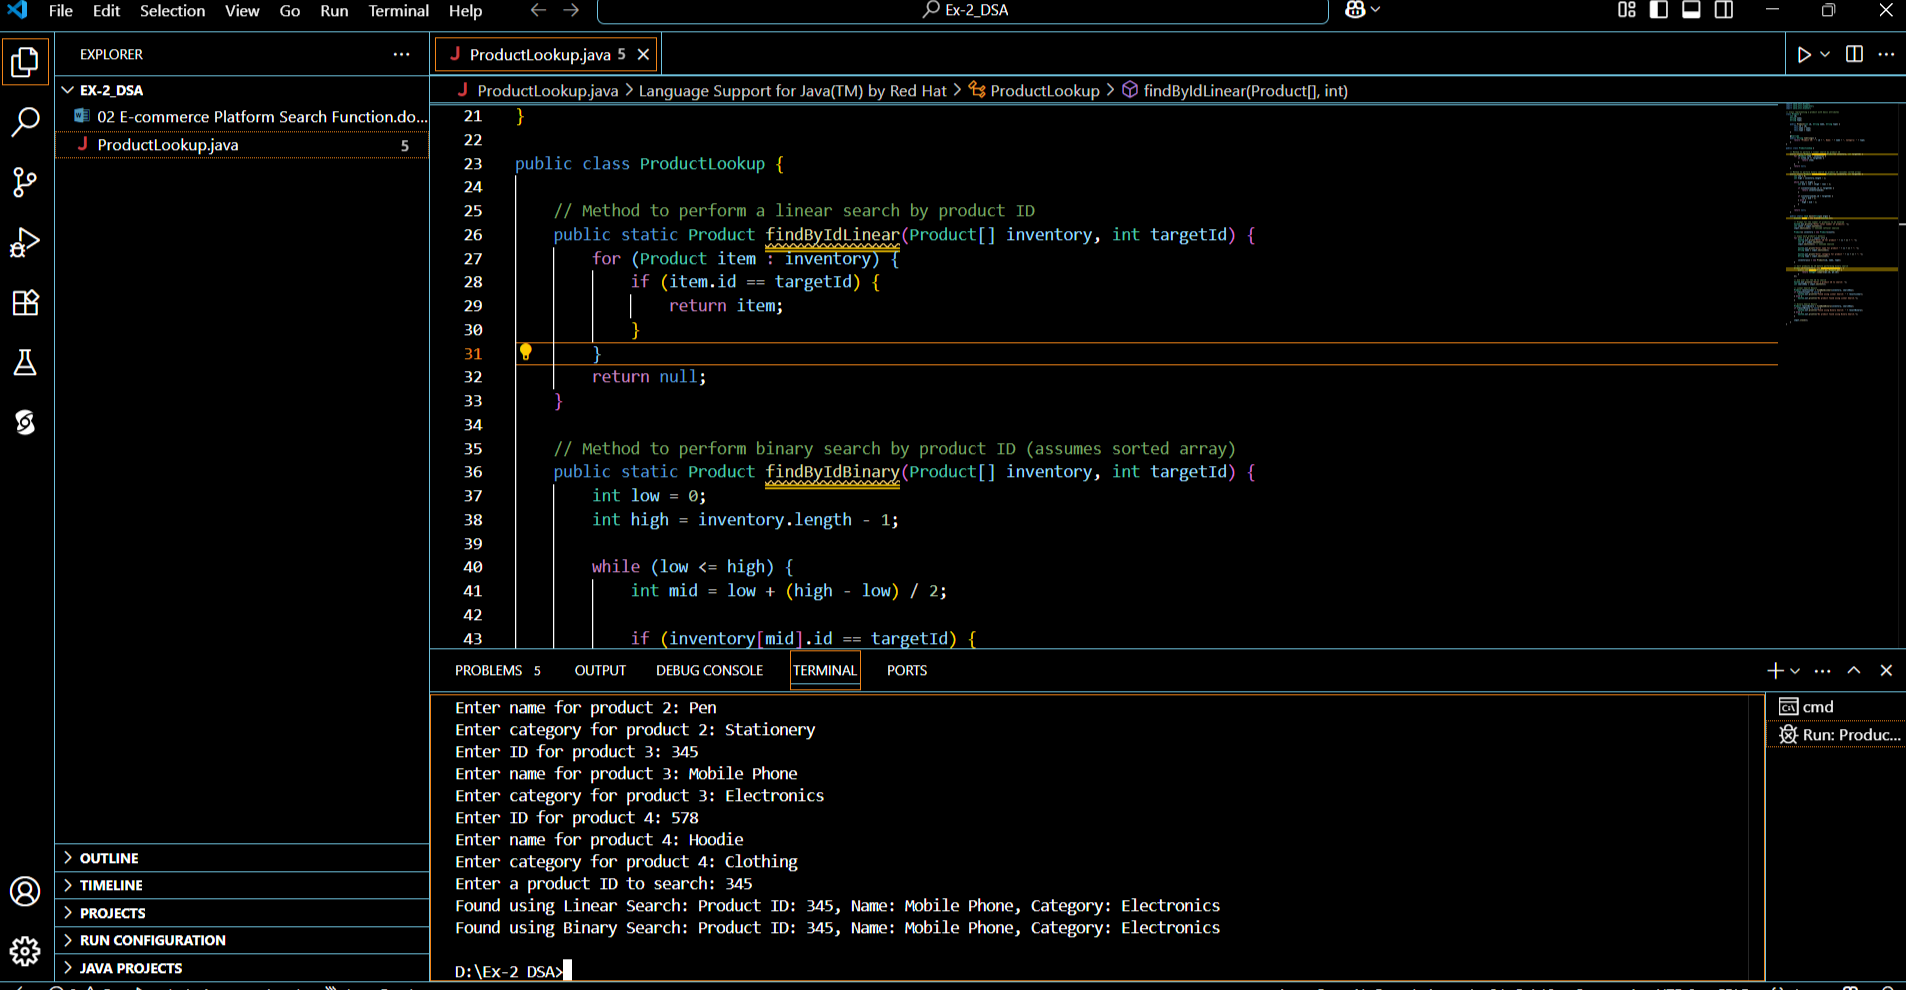 File Edit Selection View Go Run Terminal Help
Ex-2_DSA
EXPLORER
EX-2_DSA
02 E-commerce Platform Search Function.do...
ProductLookup.java 5
OUTLINE
TIMELINE
PROJECTS
RUN CONFIGURATION
JAVA PROJECTS
ProductLookup.java 5
ProductLookup.java > Language Support for Java(TM) by Red Hat > ProductLookup > findByIdLinear(Product[], int)
21 }
22
23 public class ProductLookup {
24
25 // Method to perform a linear search by product ID
26 public static Product findByIdLinear(Product[] inventory, int targetId) {
27 for (Product item : inventory) {
28 if (item.id == targetId) {
29 return item;
30 }
31 }
32 return null;
33 }
34
35 // Method to perform binary search by product ID (assumes sorted array)
36 public static Product findByIdBinary(Product[] inventory, int targetId) {
37 int low = 0;
38 int high = inventory.length - 1;
39
40 while (low <= high) {
41 int mid = low + (high - low) / 2;
42
43 if (inventory[mid].id == targetId) {
PROBLEMS 5 OUTPUT DEBUG CONSOLE TERMINAL PORTS
Enter name for product 2: Pen
Enter category for product 2: Stationery
Enter ID for product 3: 345
Enter name for product 3: Mobile Phone
Enter category for product 3: Electronics
Enter ID for product 4: 578
Enter name for product 4: Hoodie
Enter category for product 4: Clothing
Enter a product ID to search: 345
Found using Linear Search: Product ID: 345, Name: Mobile Phone, Category: Electronics
Found using Binary Search: Product ID: 345, Name: Mobile Phone, Category: Electronics
D:\Ex-2_DSA>
cmd
Run: Produc...